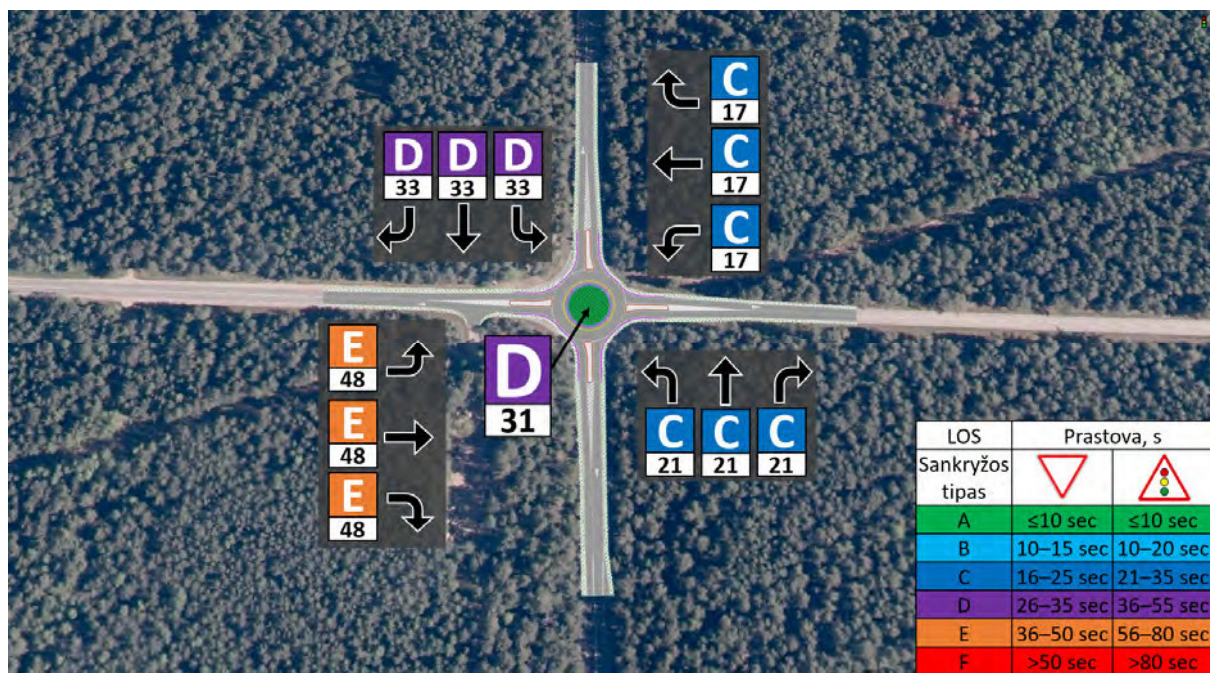 C
17
C
17
C
17
D D D
33 33 33
E
48
E
48
E
48
D
31
C C C
21 21 21
LOS Prastova, s
Sankryžos
tipas
A ≤10 sec ≤10 sec
B 10–15 sec 10–20 sec
C 16–25 sec 21–35 sec
D 26–35 sec 36–55 sec
E 36–50 sec 56–80 sec
F >50 sec >80 sec